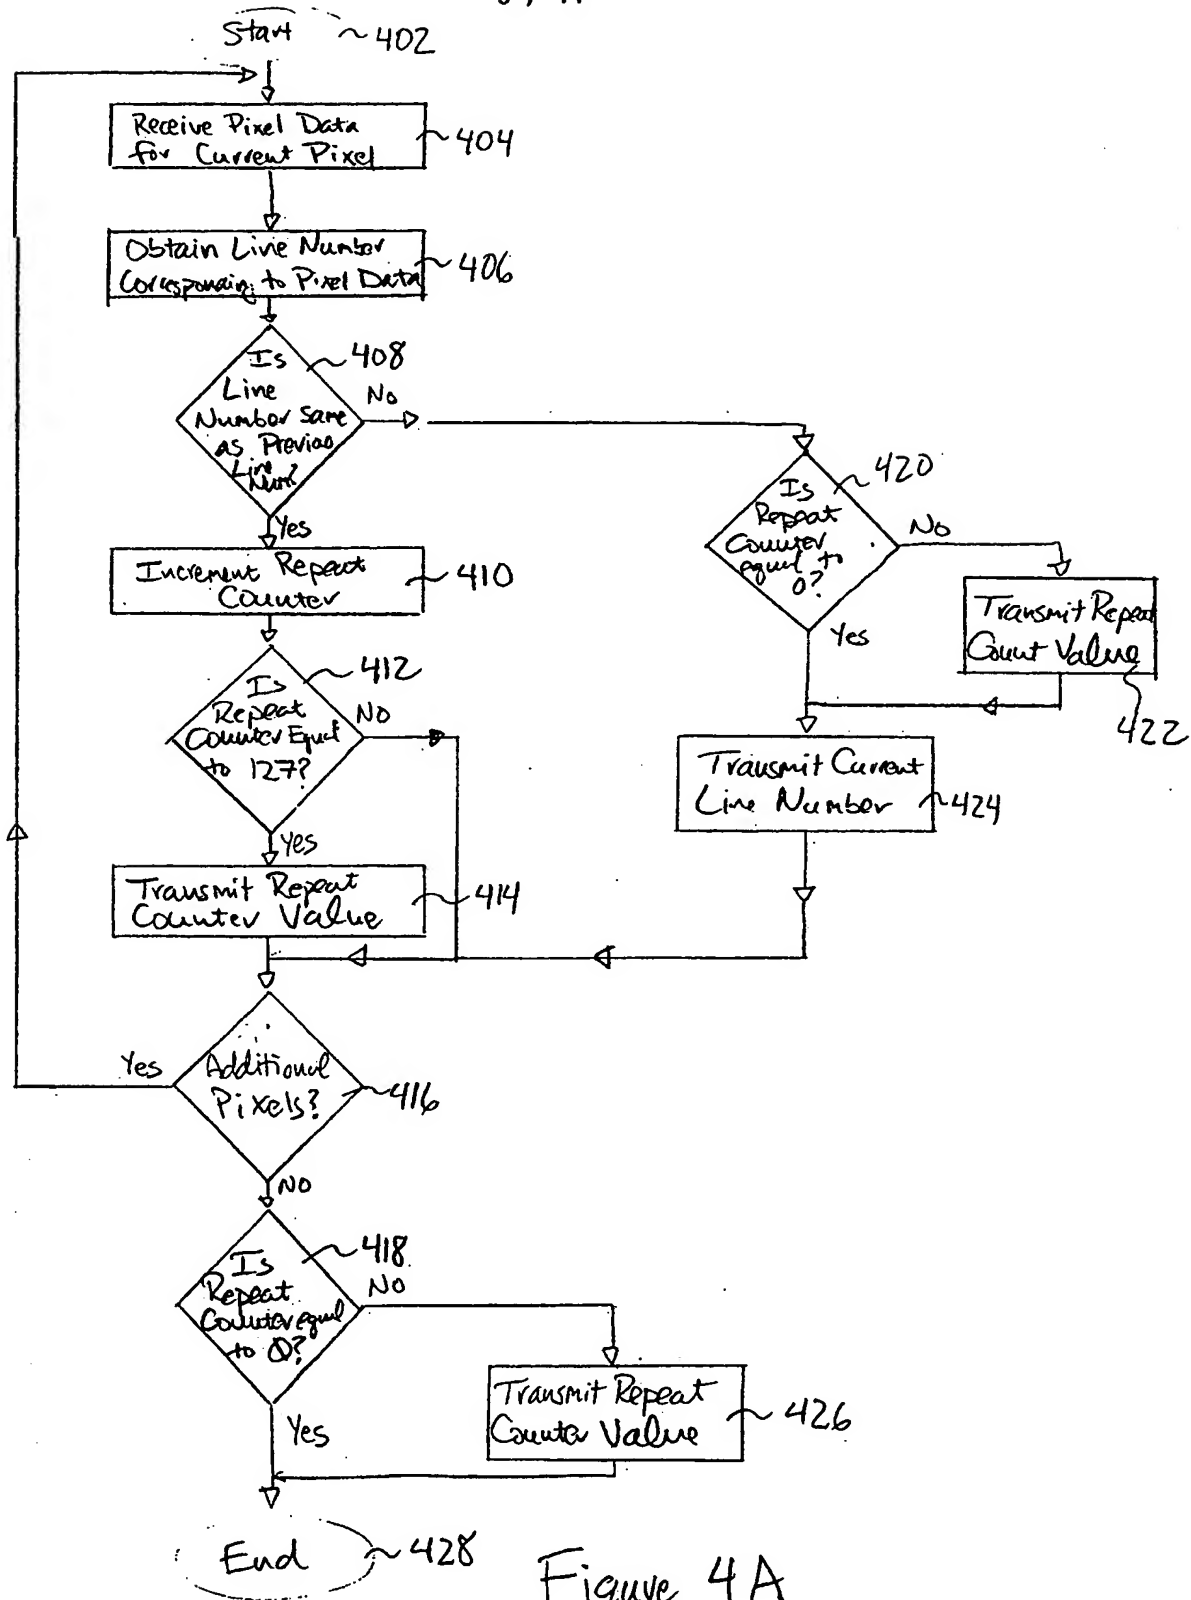 Start 402
Receive Pixel Data
for Current Pixel
404
Obtain Line Number
Corresponding to Pixel Data
406
Is
Line
Number Same
as Previou
Line
Num?
408
No
Yes
Increment Repeat
Counter
410
Is
Repeat
Counter Equal
to 127?
412
No
Yes
Transmit Repeat
Counter Value
414
Is
Repeat
Counter
equal to
0?
420
No
Yes
Transmit Repeat
Count Value
422
Transmit Current
Line Number
424
Additional
Pixels?
416
Yes
No
Is
Repeat
Counter equal
to 0?
418
No
Yes
Transmit Repeat
Counter Value
426
End
428
Figure 4A